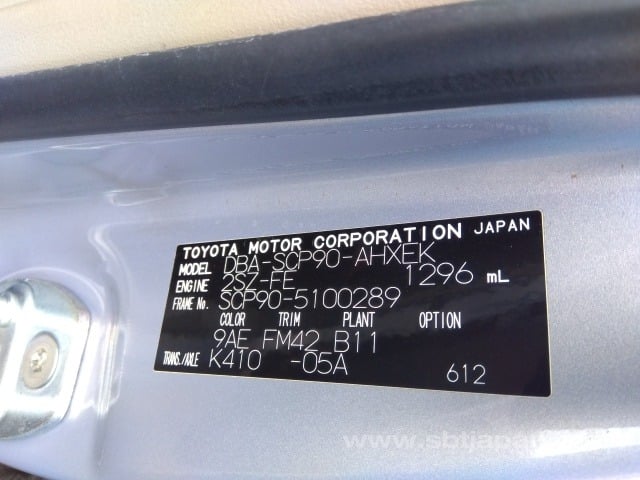 TOYOTA MOTOR CORPORATION JAPAN
MODEL DBA-SCP90-AHXEK
ENGINE 2SZ-FE 1296 mL
FRAME No. SCP90-5100289
COLOR TRIM PLANT OPTION
9AE FM42 B11
TRANS./AXLE K410 -05A
612